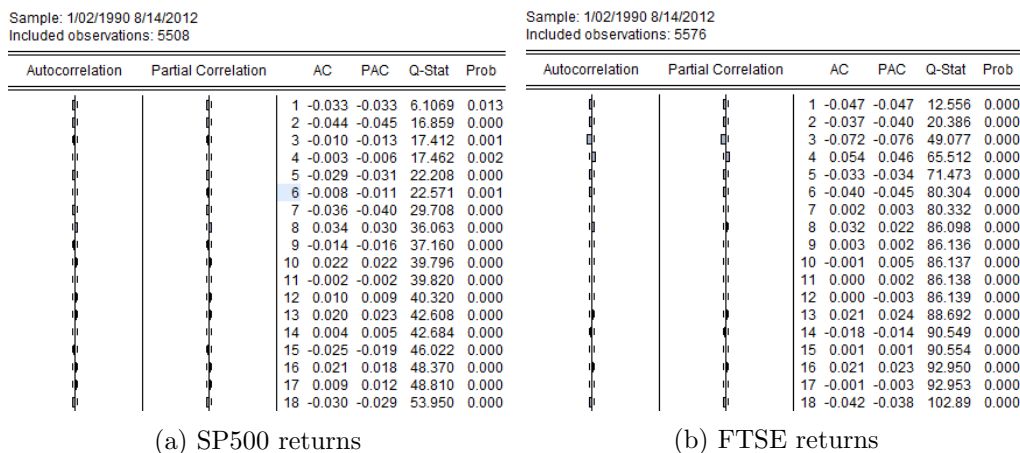 Sample: 1/02/1990 8/14/2012
Included observations: 5508
Autocorrelation Partial Correlation AC PAC Q-Stat Prob
1 -0.033 -0.033 6.1069 0.013
2 -0.044 -0.045 16.859 0.000
3 -0.010 -0.013 17.412 0.001
4 -0.003 -0.006 17.462 0.002
5 -0.029 -0.031 22.208 0.000
6 -0.008 -0.011 22.571 0.001
7 -0.036 -0.040 29.708 0.000
8 0.034 0.030 36.063 0.000
9 -0.014 -0.016 37.160 0.000
10 0.022 0.022 39.796 0.000
11 -0.002 -0.002 39.820 0.000
12 0.010 0.009 40.320 0.000
13 0.020 0.023 42.608 0.000
14 0.004 0.005 42.684 0.000
15 -0.025 -0.019 46.022 0.000
16 0.021 0.018 48.370 0.000
17 0.009 0.012 48.810 0.000
18 -0.030 -0.029 53.950 0.000
(a) SP500 returns
Sample: 1/02/1990 8/14/2012
Included observations: 5576
Autocorrelation Partial Correlation AC PAC Q-Stat Prob
1 -0.047 -0.047 12.556 0.000
2 -0.037 -0.040 20.386 0.000
3 -0.072 -0.076 49.077 0.000
4 0.054 0.046 65.512 0.000
5 -0.033 -0.034 71.473 0.000
6 -0.040 -0.045 80.304 0.000
7 0.002 0.003 80.332 0.000
8 0.032 0.022 86.098 0.000
9 0.003 0.002 86.136 0.000
10 -0.001 0.005 86.137 0.000
11 0.000 0.002 86.138 0.000
12 0.000 -0.003 86.139 0.000
13 0.021 0.024 88.692 0.000
14 -0.018 -0.014 90.549 0.000
15 0.001 0.001 90.554 0.000
16 0.021 0.023 92.950 0.000
17 -0.001 -0.003 92.953 0.000
18 -0.042 -0.038 102.89 0.000
(b) FTSE returns